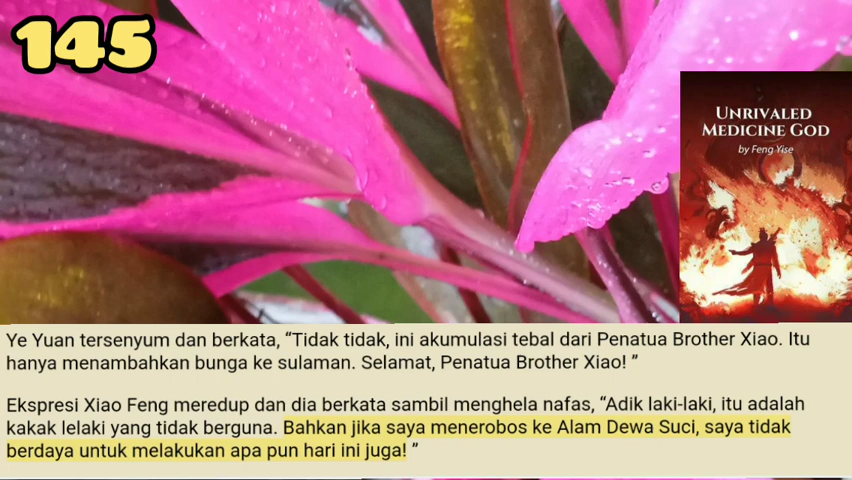 145
UNRIVALED
MEDICINE GOD
by Feng Yise
Ye Yuan tersenyum dan berkata, “Tidak tidak, ini akumulasi tebal dari Penatua Brother Xiao. Itu
hanya menambahkan bunga ke sulaman. Selamat, Penatua Brother Xiao! ”
Ekspresi Xiao Feng meredup dan dia berkata sambil menghela nafas, “Adik laki-laki, itu adalah
kakak lelaki yang tidak berguna. Bahkan jika saya menerobos ke Alam Dewa Suci, saya tidak
berdaya untuk melakukan apa pun hari ini juga! ”